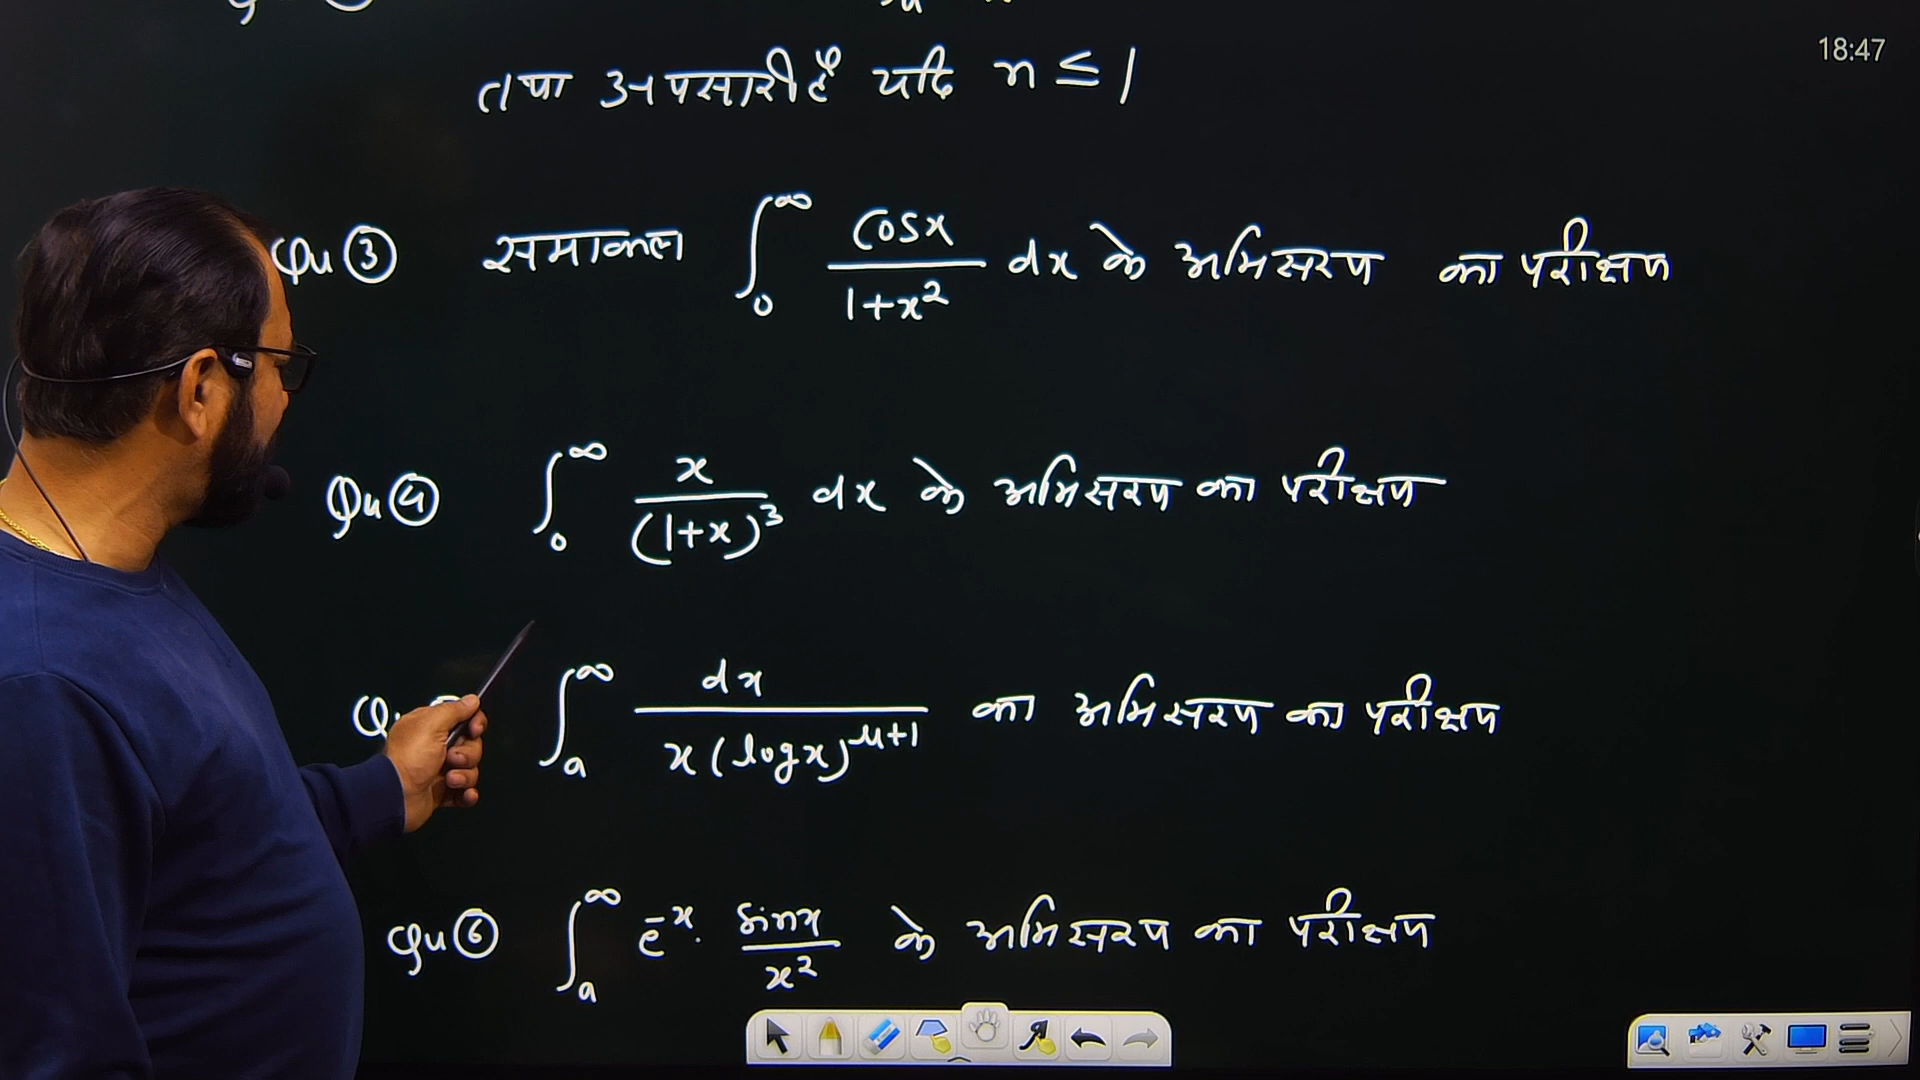 18:47
तथा अपसारी है यदि n ≤ 1
Qu ③ समाकल ∫₀^∞ cosx/(1+x²) dx के अभिसरण का परीक्षण
Qu ④ ∫₀^∞ x/(1+x)³ dx के अभिसरण का परीक्षण
∫ₐ^∞ dx/(x(logx)^(μ+1)) का अभिसरण का परीक्षण
Qu ⑥ ∫ₐ^∞ e^-x · sinx/x² के अभिसरण का परीक्षण